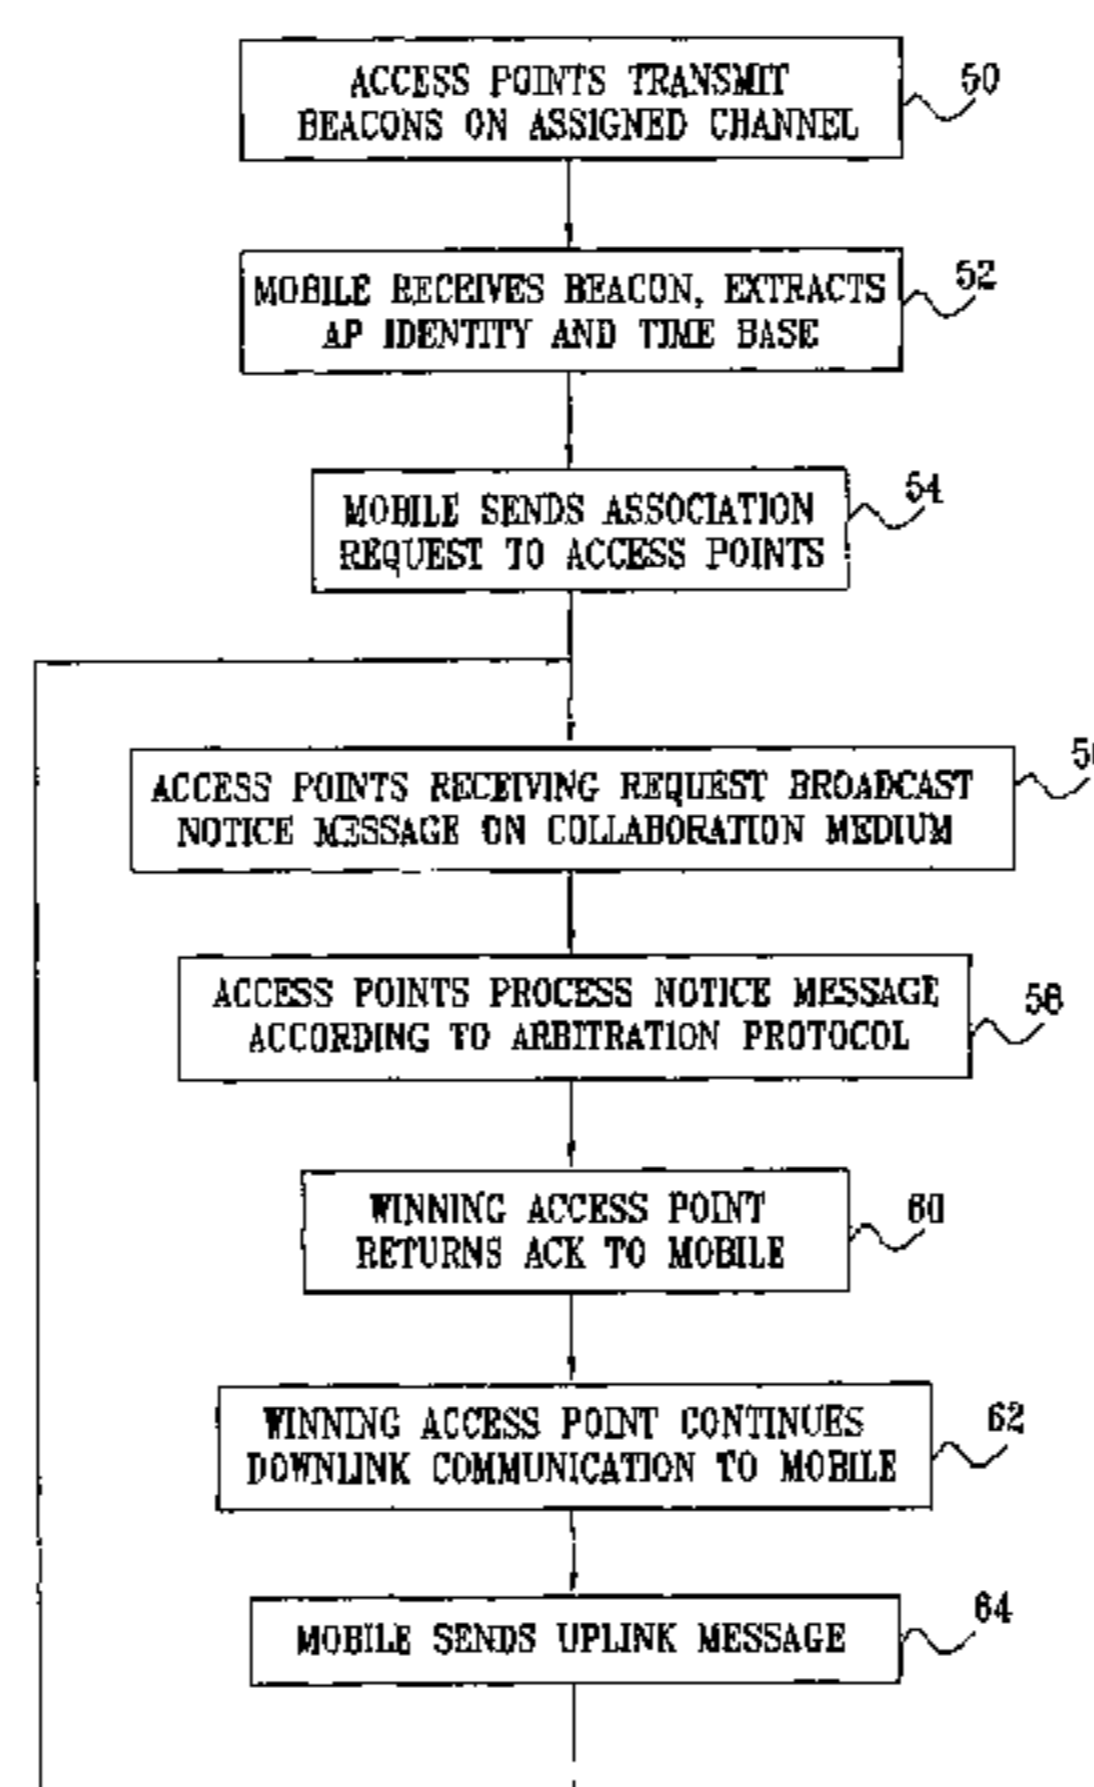 ACCESS POINTS TRANSMIT
BEACONS ON ASSIGNED CHANNEL
50
MOBILE RECEIVES BEACON, EXTRACTS
AP IDENTITY AND TIME BASE
52
MOBILE SENDS ASSOCIATION
REQUEST TO ACCESS POINTS
54
ACCESS POINTS RECEIVING REQUEST BROADCAST
NOTICE MESSAGE ON COLLABORATION MEDIUM
ACCESS POINTS PROCESS NOTICE MESSAGE
ACCORDING TO ARBITRATION PROTOCOL
58
WINNING ACCESS POINT
RETURNS ACK TO MOBILE
60
WINNING ACCESS POINT CONTINUES
DOWNLINK COMMUNICATION TO MOBILE
62
MOBILE SENDS UPLINK MESSAGE
64